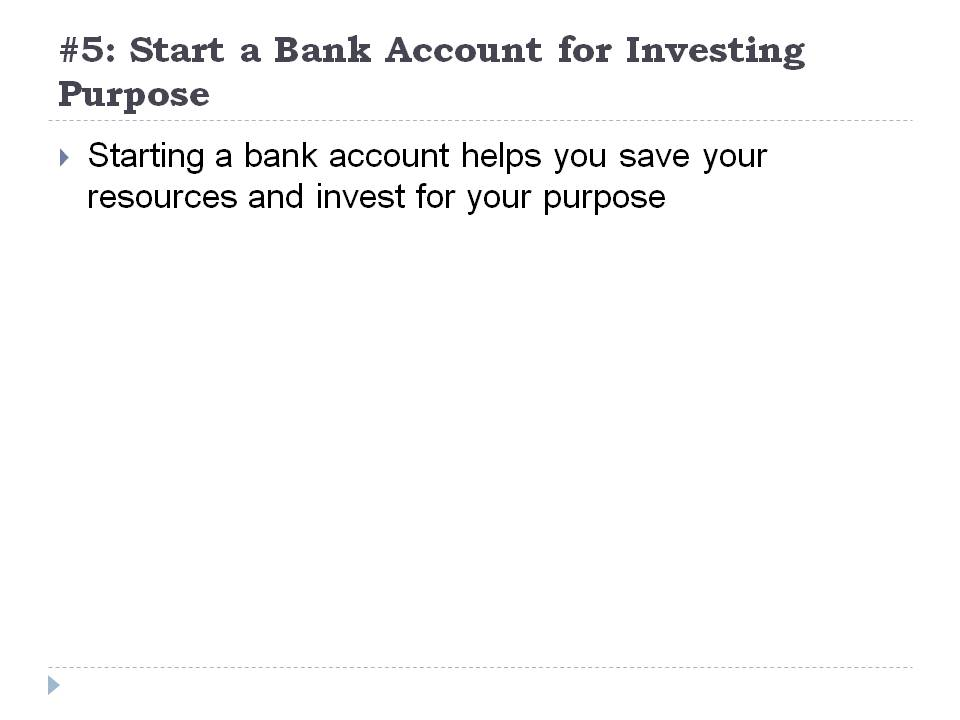 #5: Start a Bank Account for Investing
Purpose
Starting a bank account helps you save your
resources and invest for your purpose